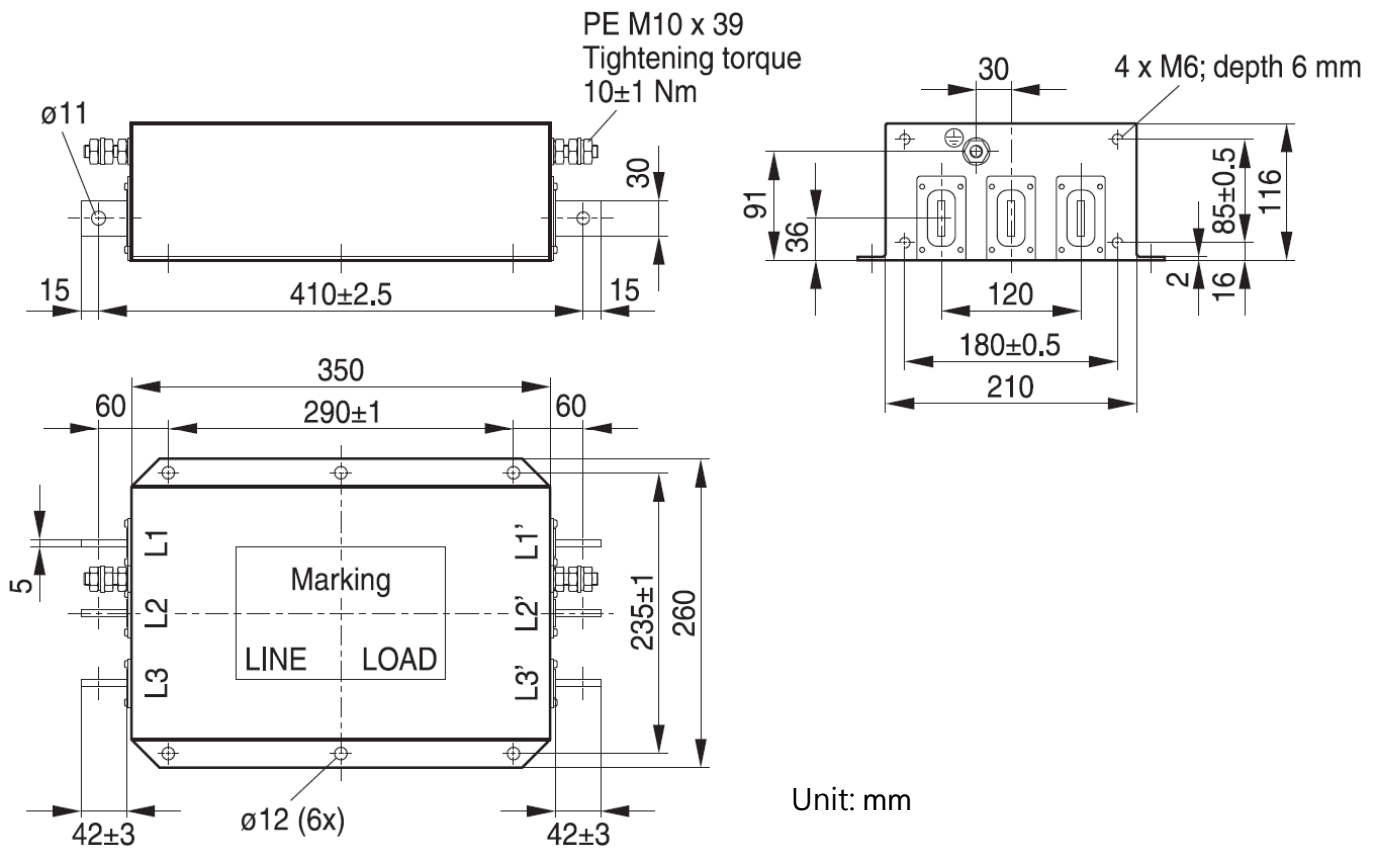 PE M10 x 39
Tightening torque
10±1 Nm
ø11
30
15
410±2.5
15
30
4 x M6; depth 6 mm
91
36
85±0.5
116
2
16
120
180±0.5
210
350
60
290±1
60
5
L1
L2
L3
Marking
LINE LOAD
L1’
L2’
L3’
235±1
260
42±3
ø12 (6x)
42±3
Unit: mm